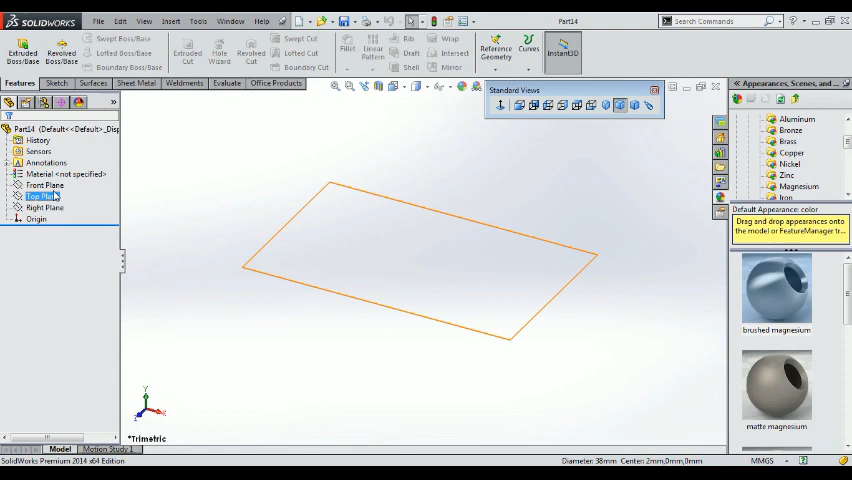 SOLIDWORKS File Edit View Insert Tools Window Help Part14 Search Commands
Extruded Boss/Base
Revolved Boss/Base
Swept Boss/Base
Lofted Boss/Base
Boundary Boss/Base
Extruded Cut
Hole Wizard
Revolved Cut
Swept Cut
Lofted Cut
Boundary Cut
Fillet
Linear Pattern
Rib
Draft
Shell
Wrap
Intersect
Mirror
Reference Geometry
Curves
Instant3D
Features Sketch Surfaces Sheet Metal Weldments Evaluate Office Products
Standard Views
Appearances, Scene...
Part14 (Default<<Default>_Disp
History
Sensors
Annotations
Material <not specified>
Front Plane
Top Plane
Right Plane
Origin
Aluminum
Bronze
Brass
Copper
Nickel
Zinc
Magnesium
Iron
Default Appearance: color
Drag and drop appearances onto
the model or FeatureManager tr...
brushed magnesium
matte magnesium
Y
X
Z
*Trimetric
Model Motion Study 1
SolidWorks Premium 2014 x64 Edition Diameter: 38mm Center: 2mm,0mm,0mm MMGS